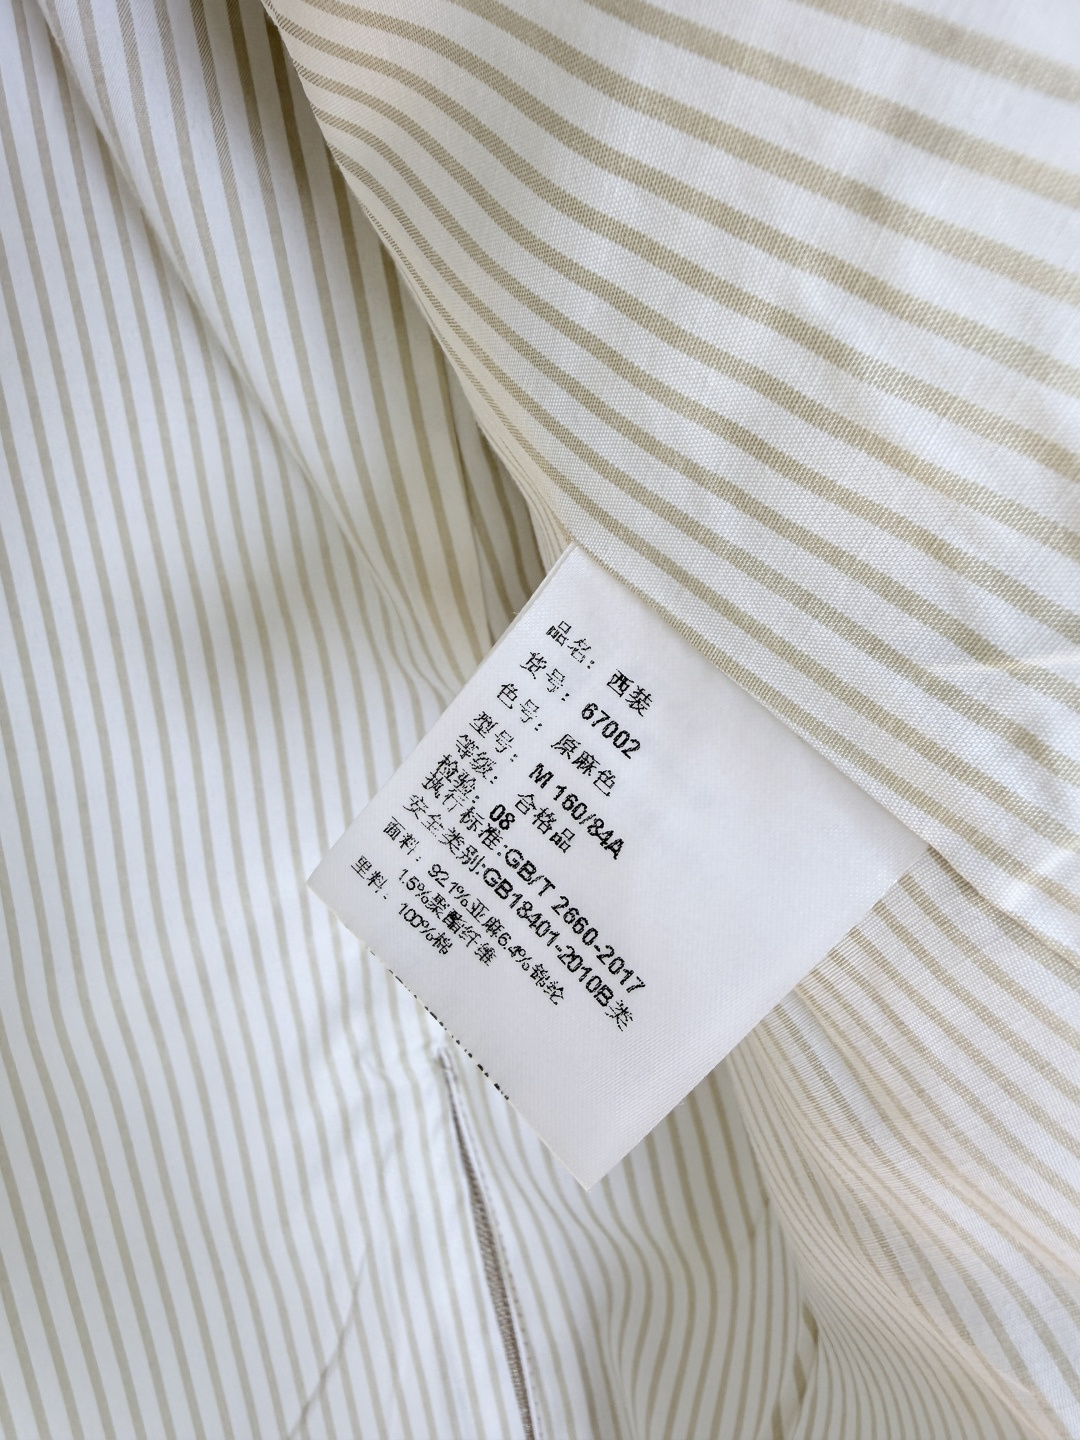 品名： 西装
货号： 67002
色号： 原麻色
型号： M 160/84A
等级： 合格品
检验： 08
执行标准:GB/T 2660-2017
安全类别:GB18401-2010B类
面料： 92.1%亚麻6.4%锦纶
1.5%聚酯纤维
里料： 100%棉